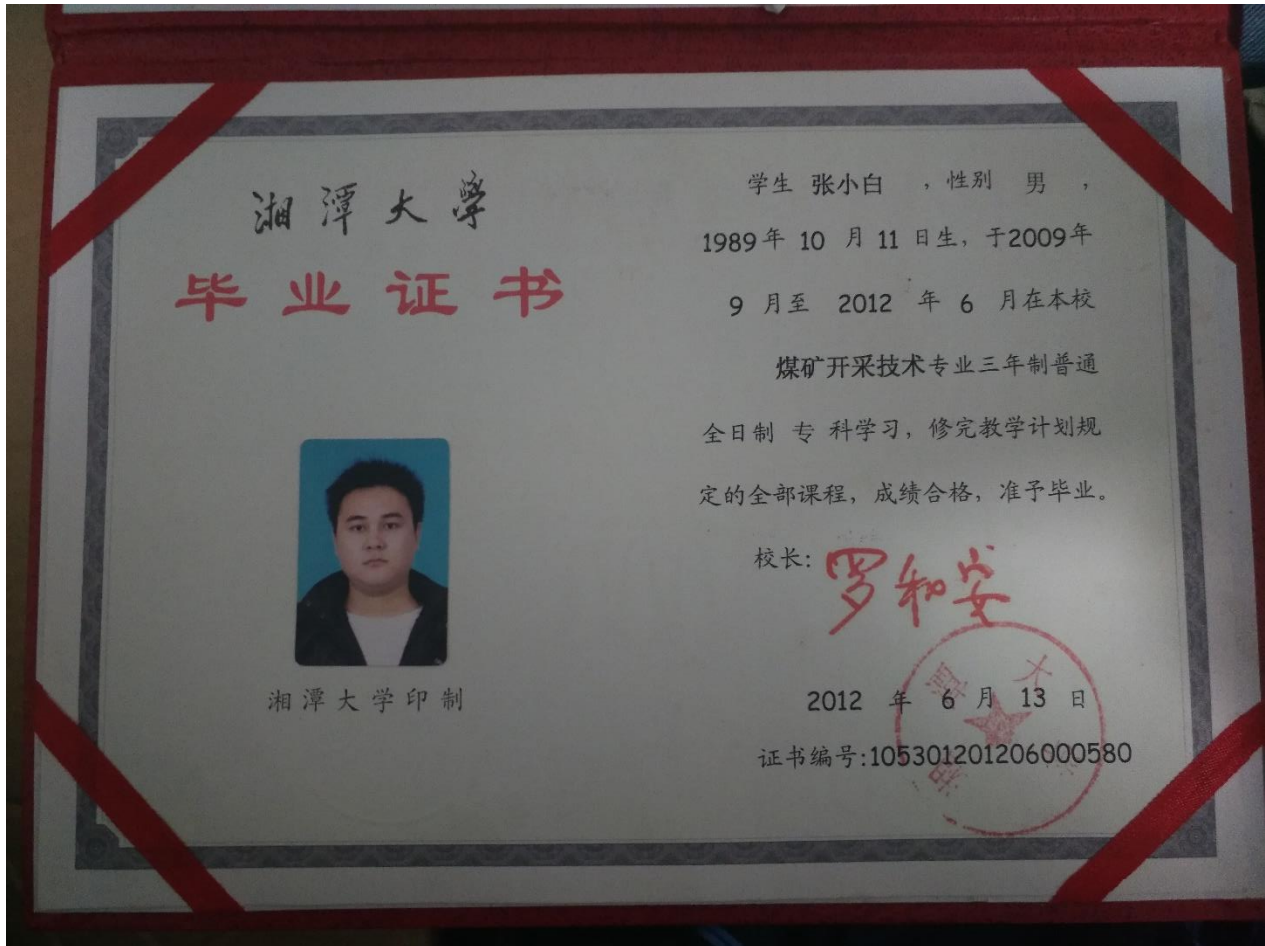 湘潭大學
毕业证书
湘潭大学印制
学生 张小白 ，性别 男 ，
1989年 10 月 11 日生，于2009年
9 月至 2012 年 6 月在本校
煤矿开采技术专业三年制普通
全日制 专 科学习，修完教学计划规
定的全部课程，成绩合格，准予毕业。
校长：罗和安
2012 年 6 月 13 日
证书编号:105301201206000580
湘潭大